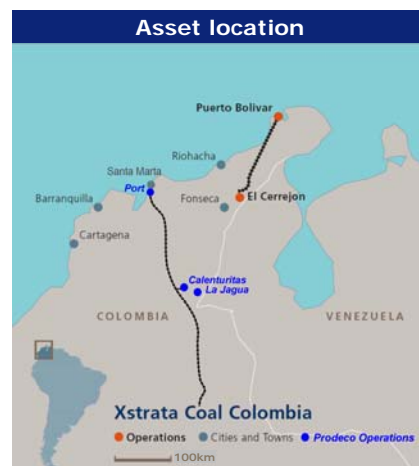 Asset location
Puerto Bolivar
Riohacha
Santa Marta
Port
Barranquilla
Fonseca
El Cerrejon
Cartagena
Calenturitas
La Jagua
COLOMBIA
VENEZUELA
Xstrata Coal Colombia
Operations Cities and Towns Prodeco Operations
100km